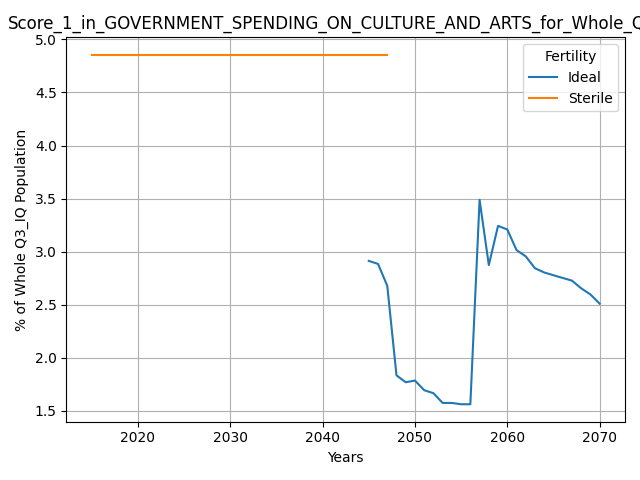 Score_1_in_GOVERNMENT_SPENDING_ON_CULTURE_AND_ARTS_for_Whole_Q
5.0
4.5
4.0
3.5
3.0
2.5
2.0
1.5
% of Whole Q3_IQ Population
Fertility
Ideal
Sterile
2020 2030 2040 2050 2060 2070
Years